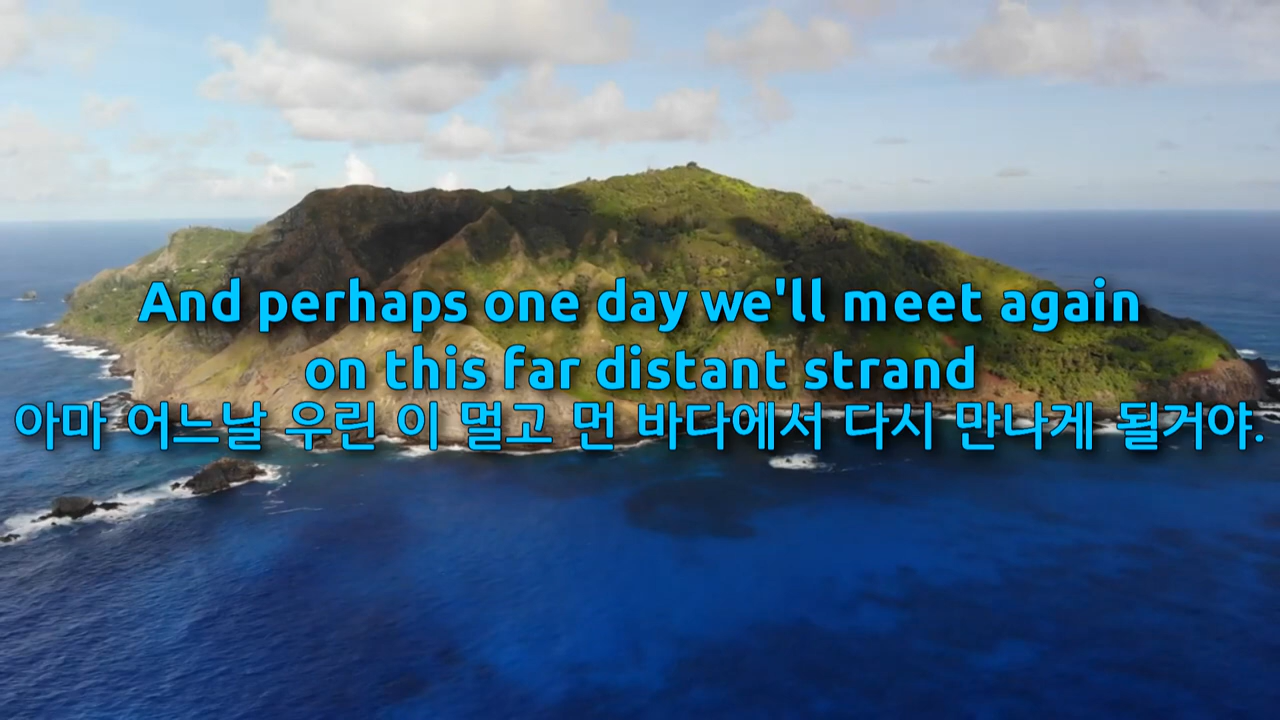 And perhaps one day we'll meet again
on this far distant strand
아마 어느날 우린 이 멀고 먼 바다에서 다시 만나게 될거야.